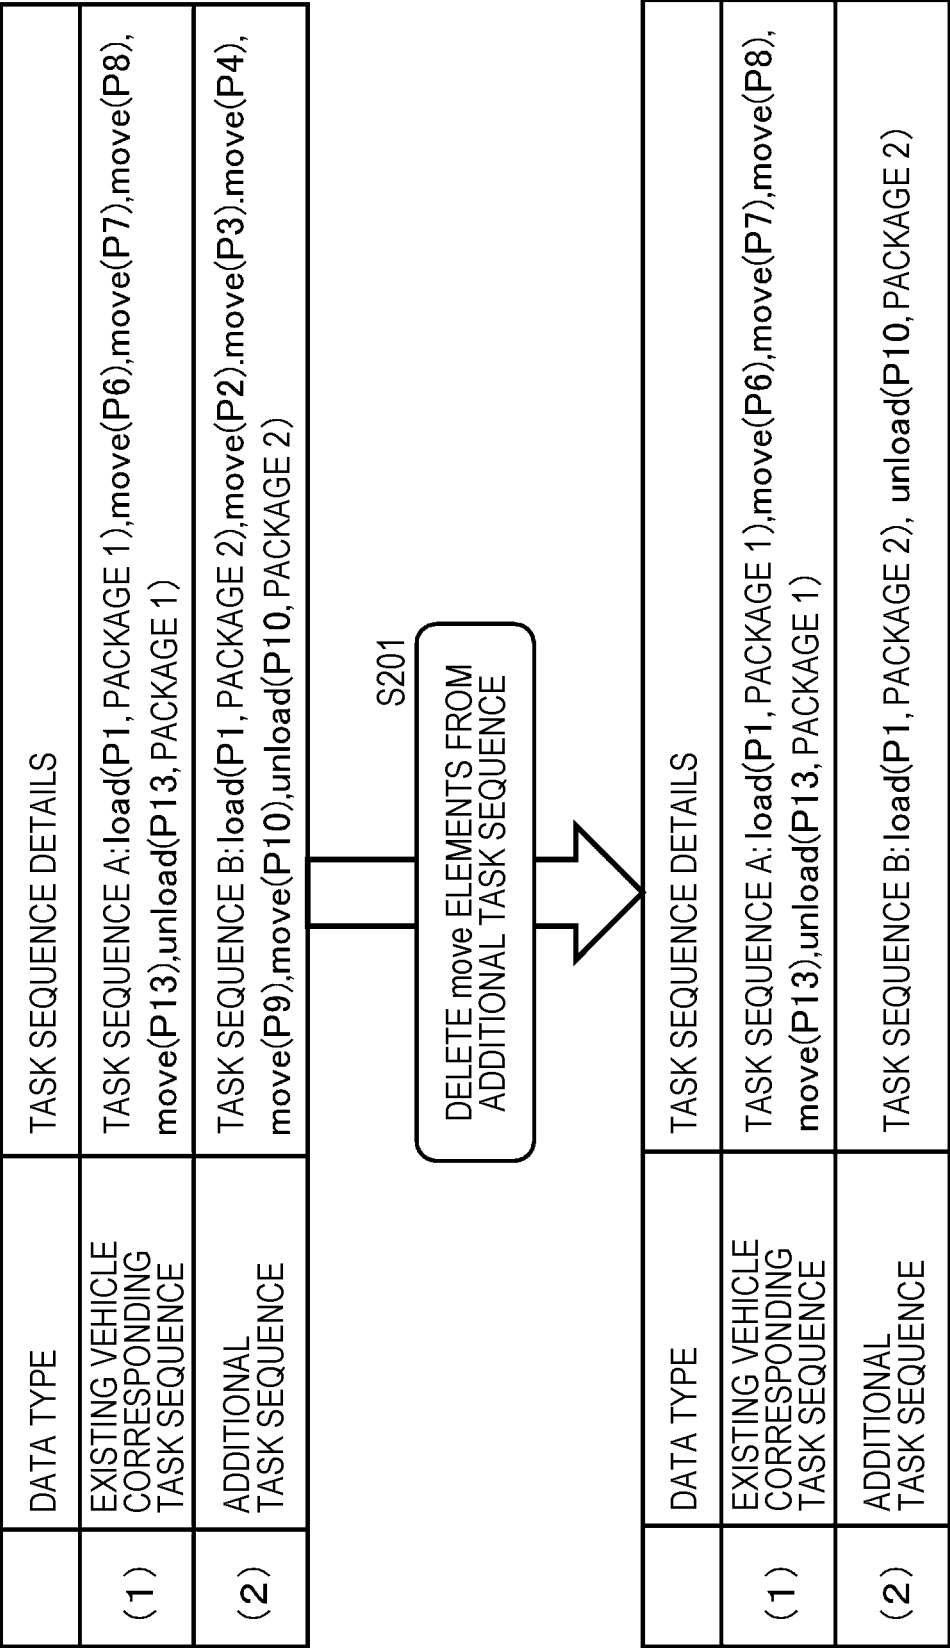 DATA TYPE
TASK SEQUENCE DETAILS
(1)
EXISTING VEHICLE
CORRESPONDING
TASK SEQUENCE
TASK SEQUENCE A:load(P1, PACKAGE 1),move(P6),move(P7),move(P8),
move(P13),unload(P13, PACKAGE 1)
(2)
ADDITIONAL
TASK SEQUENCE
TASK SEQUENCE B:load(P1, PACKAGE 2),move(P2).move(P3).move(P4),
move(P9),move(P10),unload(P10, PACKAGE 2)
S201
DELETE move ELEMENTS FROM
ADDITIONAL TASK SEQUENCE
DATA TYPE
TASK SEQUENCE DETAILS
(1)
EXISTING VEHICLE
CORRESPONDING
TASK SEQUENCE
TASK SEQUENCE A:load(P1, PACKAGE 1),move(P6),move(P7),move(P8),
move(P13),unload(P13, PACKAGE 1)
(2)
ADDITIONAL
TASK SEQUENCE
TASK SEQUENCE B:load(P1, PACKAGE 2), unload(P10, PACKAGE 2)